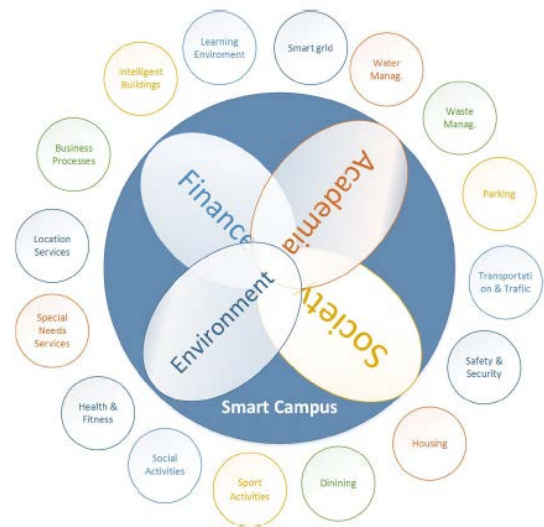 Learning
Enviroment
Smart grid
Water
Manag.
Waste
Manag.
Parking
Transportati
on & Traffic
Safety &
Security
Housing
Dinining
Sport
Activities
Social
Activities
Health &
Fitness
Special
Needs
Services
Location
Services
Business
Processes
Intelligent
Buildings
Finance
Academia
Environment
Society
Smart Campus